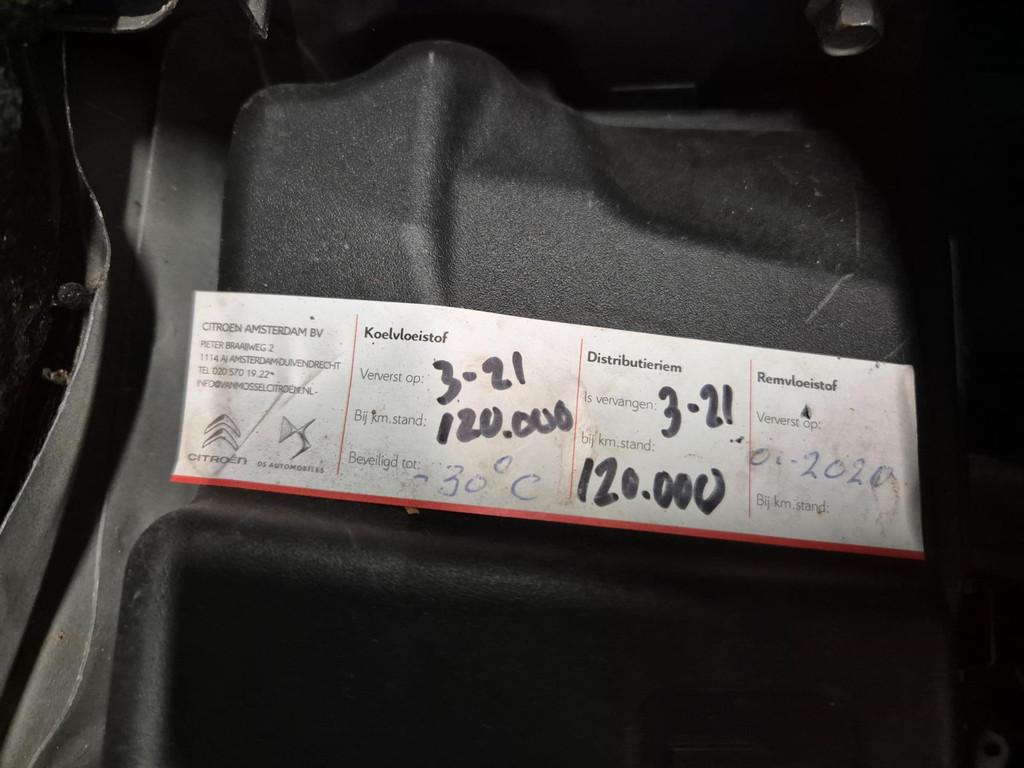 CITROEN AMSTERDAM BV
PIETER BRAAIJWEG 2
1114 AJ AMSTERDAM-DUIVENDRECHT
TEL 020 570 19 22
INFO@VANMOSSELCITROEN.NL
CITROËN
DS AUTOMOBILES
Koelvloeistof
Ververst op: 3-21
Bij km.stand: 120.000
Beveiligd tot: -30°C
Distributieriem
Is vervangen: 3-21
bij km.stand:
120.000
Remvloeistof
Ververst op:
2020
Bij km.stand: